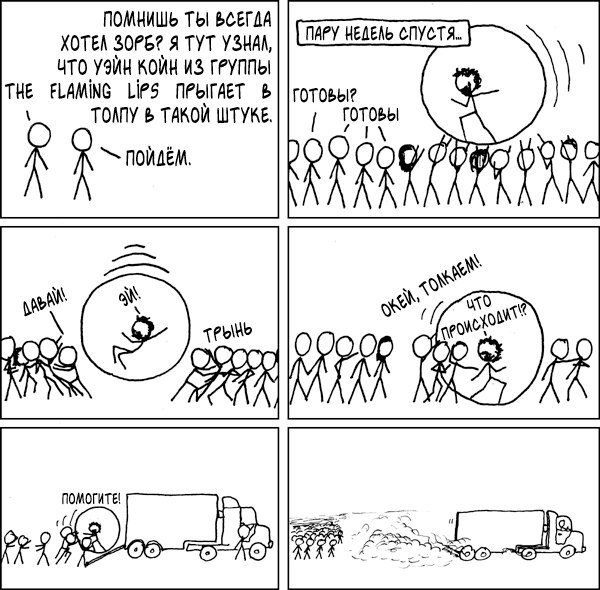 ПОМНИШЬ ТЫ ВСЕГДА
ХОТЕЛ ЗОРБ? Я ТУТ УЗНАЛ,
ЧТО УЭЙН КОЙН ИЗ ГРУППЫ
THE FLAMING LIPS ПРЫГАЕТ В
ТОЛПУ В ТАКОЙ ШТУКЕ.
ПОЙДЁМ.
ПАРУ НЕДЕЛЬ СПУСТЯ...
ГОТОВЫ?
ГОТОВЫ
ДАВАЙ!
ЭЙ!
ТРЫНЬ
ОКЕЙ, ТОЛКАЕМ!
ЧТО
ПРОИСХОДИТ!?
ПОМОГИТЕ!